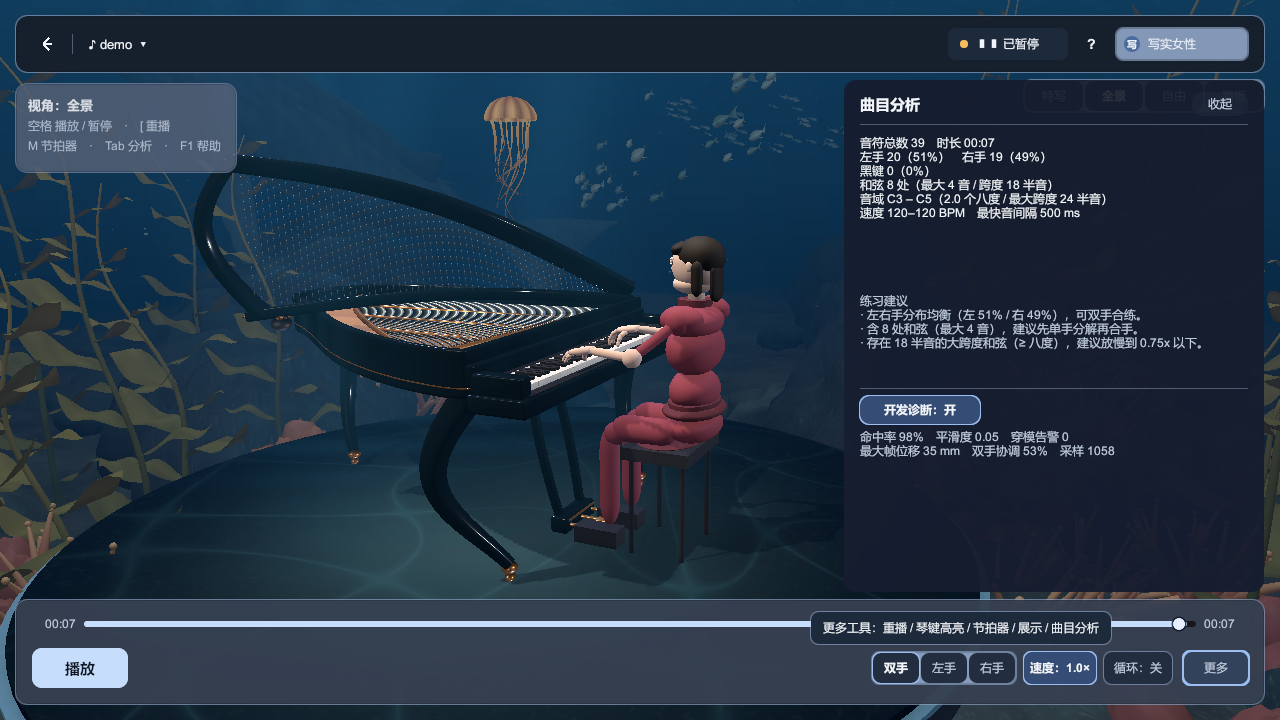 ♪ demo ▼
已暂停
?
写 写实女性
视角：全景
空格 播放 / 暂停 · [ 重播
M 节拍器 · Tab 分析 · F1 帮助
特写 全景 自由
曲目分析
收起
音符总数 39 时长 00:07
左手 20（51%） 右手 19（49%）
黑键 0（0%）
和弦 8 处（最大 4 音 / 跨度 18 半音）
音域 C3 – C5（2.0 个八度 / 最大跨度 24 半音）
速度 120–120 BPM 最快音间隔 500 ms
练习建议
· 左右手分布均衡（左 51% / 右 49%），可双手合练。
· 含 8 处和弦（最大 4 音），建议先单手分解再合手。
· 存在 18 半音的大跨度和弦（≥ 八度），建议放慢到 0.75x 以下。
开发诊断：开
命中率 98% 平滑度 0.05 穿模告警 0
最大帧位移 35 mm 双手协调 53% 采样 1058
00:07
00:07
更多工具：重播 / 琴键高亮 / 节拍器 / 展示 / 曲目分析
播放
双手 左手 右手 速度：1.0× 循环：关 更多